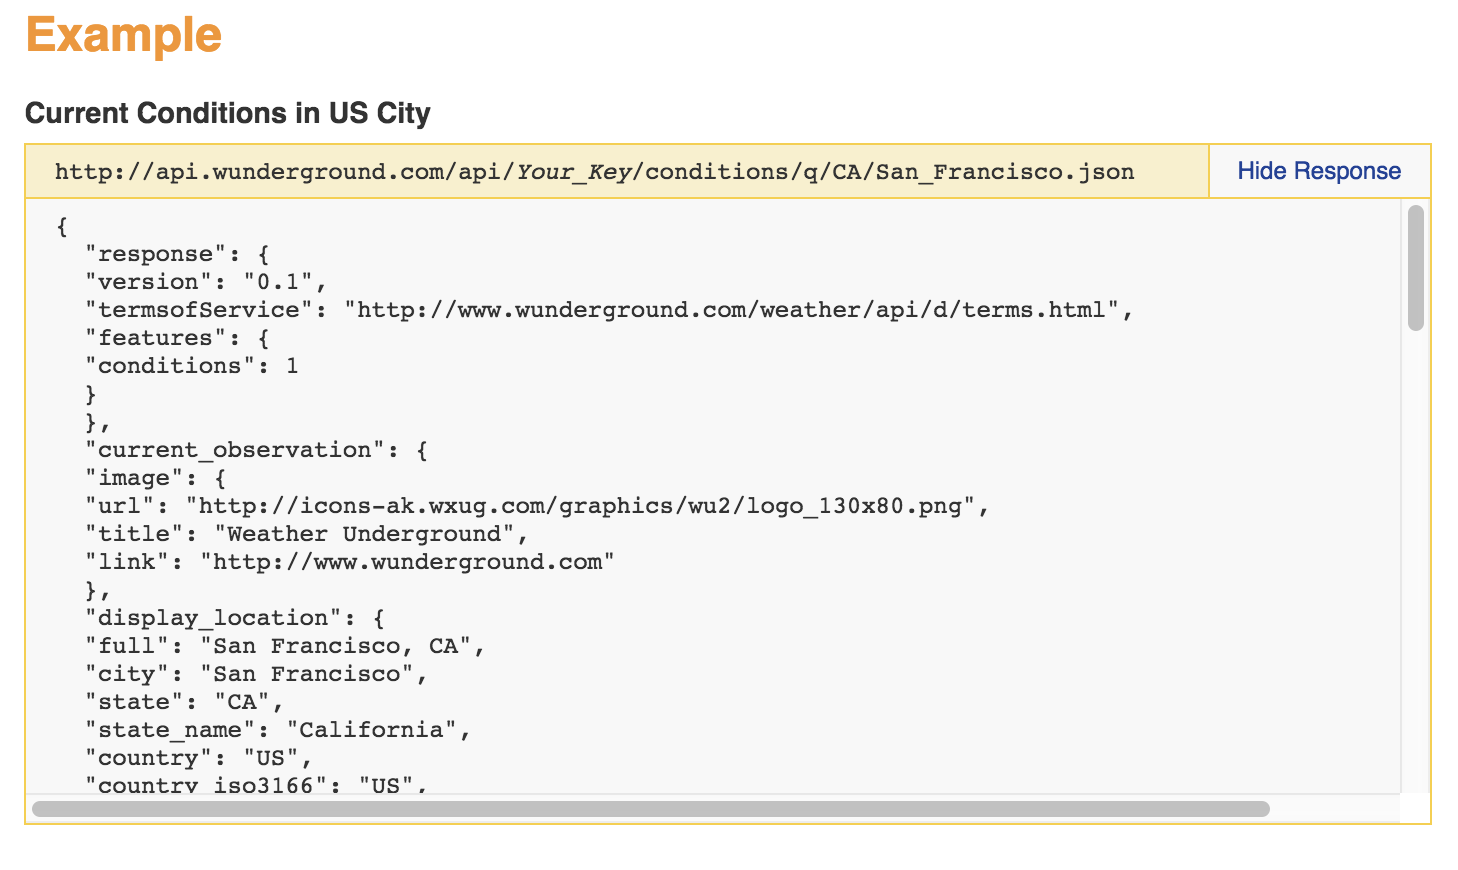 Example
Current Conditions in US City
http://api.wunderground.com/api/Your_Key/conditions/q/CA/San_Francisco.json
Hide Response
{
"response": {
"version": "0.1",
"termsofService": "http://www.wunderground.com/weather/api/d/terms.html",
"features": {
"conditions": 1
}
},
"current_observation": {
"image": {
"url": "http://icons-ak.wxug.com/graphics/wu2/logo_130x80.png",
"title": "Weather Underground",
"link": "http://www.wunderground.com"
},
"display_location": {
"full": "San Francisco, CA",
"city": "San Francisco",
"state": "CA",
"state_name": "California",
"country": "US",
"country_iso3166": "US",